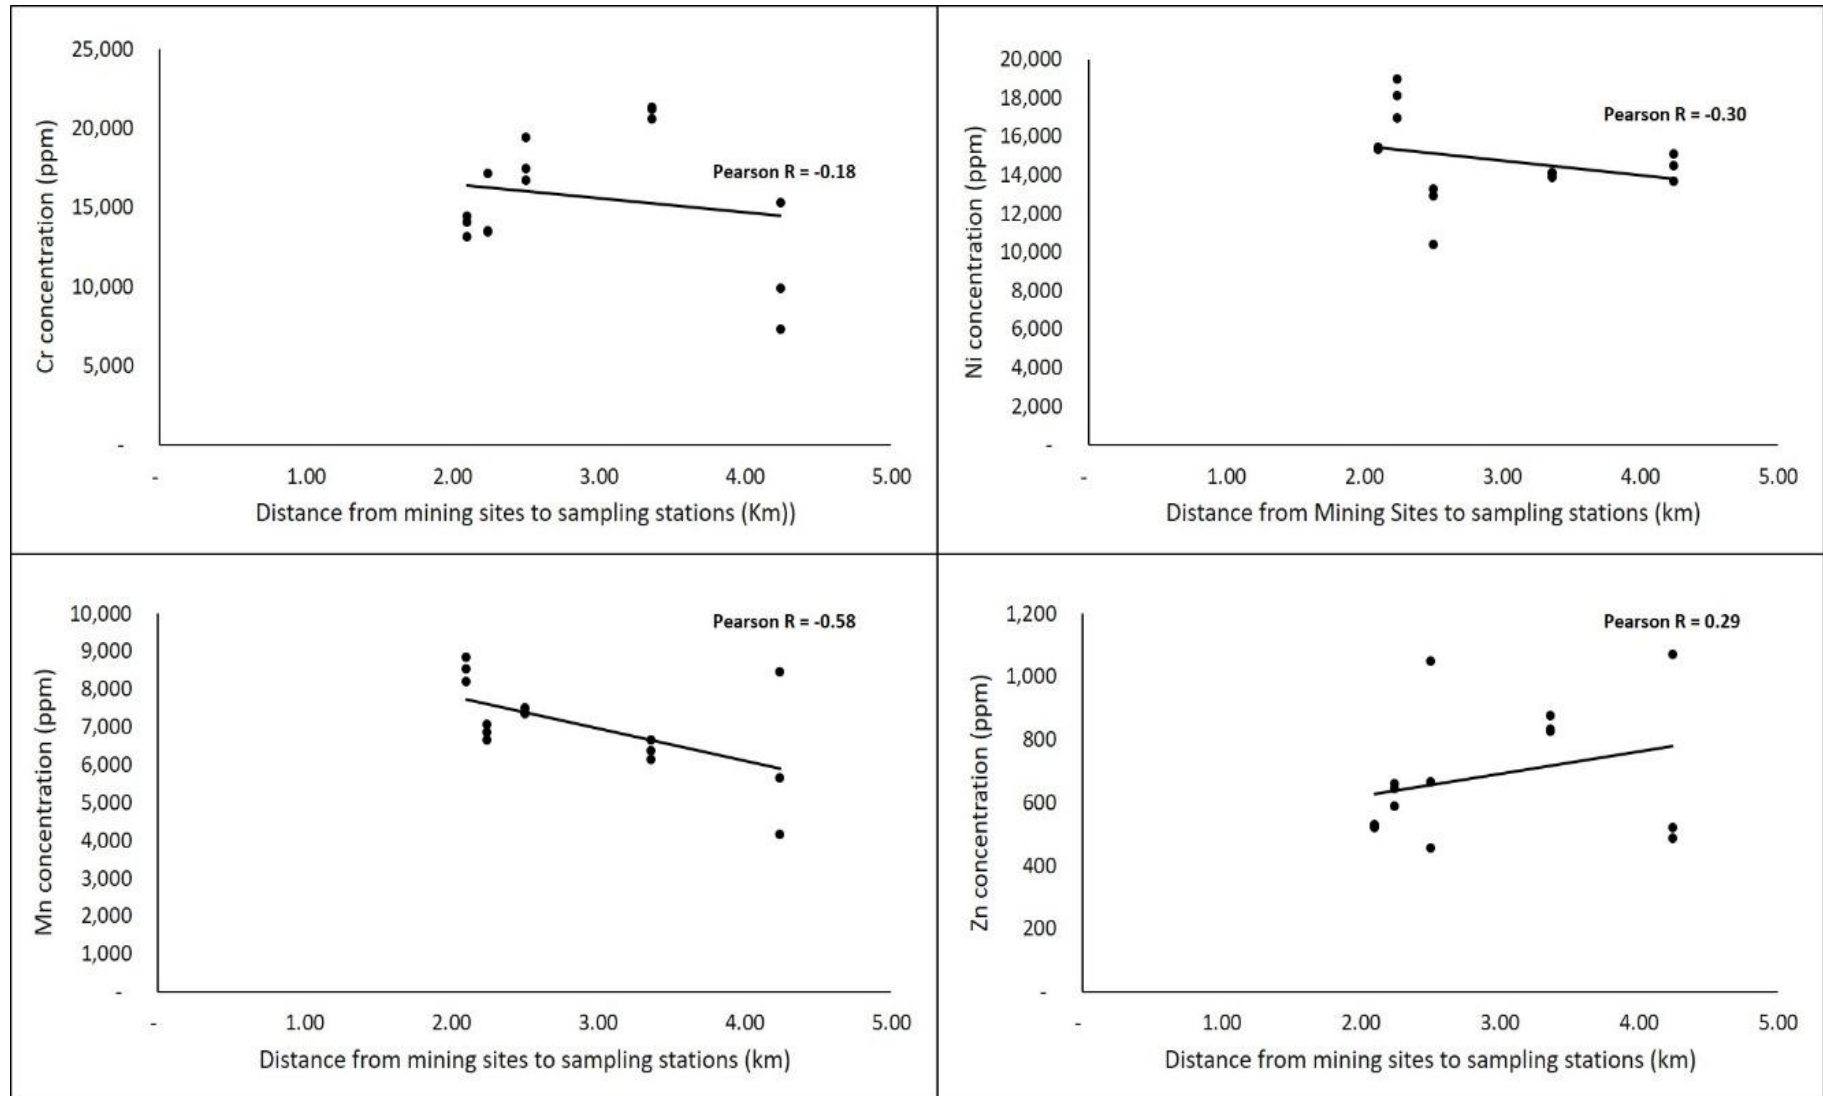 25,000
20,000
15,000
10,000
5,000
-
Cr concentration (ppm)
Pearson R = -0.18
- 1.00 2.00 3.00 4.00 5.00
Distance from mining sites to sampling stations (Km))
20,000
18,000
16,000
14,000
12,000
10,000
8,000
6,000
4,000
2,000
-
Ni concentration (ppm)
Pearson R = -0.30
- 1.00 2.00 3.00 4.00 5.00
Distance from Mining Sites to sampling stations (km)
10,000
9,000
8,000
7,000
6,000
5,000
4,000
3,000
2,000
1,000
-
Mn concentration (ppm)
Pearson R = -0.58
- 1.00 2.00 3.00 4.00 5.00
Distance from mining sites to sampling stations (km)
1,200
1,000
800
600
400
200
-
Zn concentration (ppm)
Pearson R = 0.29
- 1.00 2.00 3.00 4.00 5.00
Distance from mining sites to sampling stations (km)